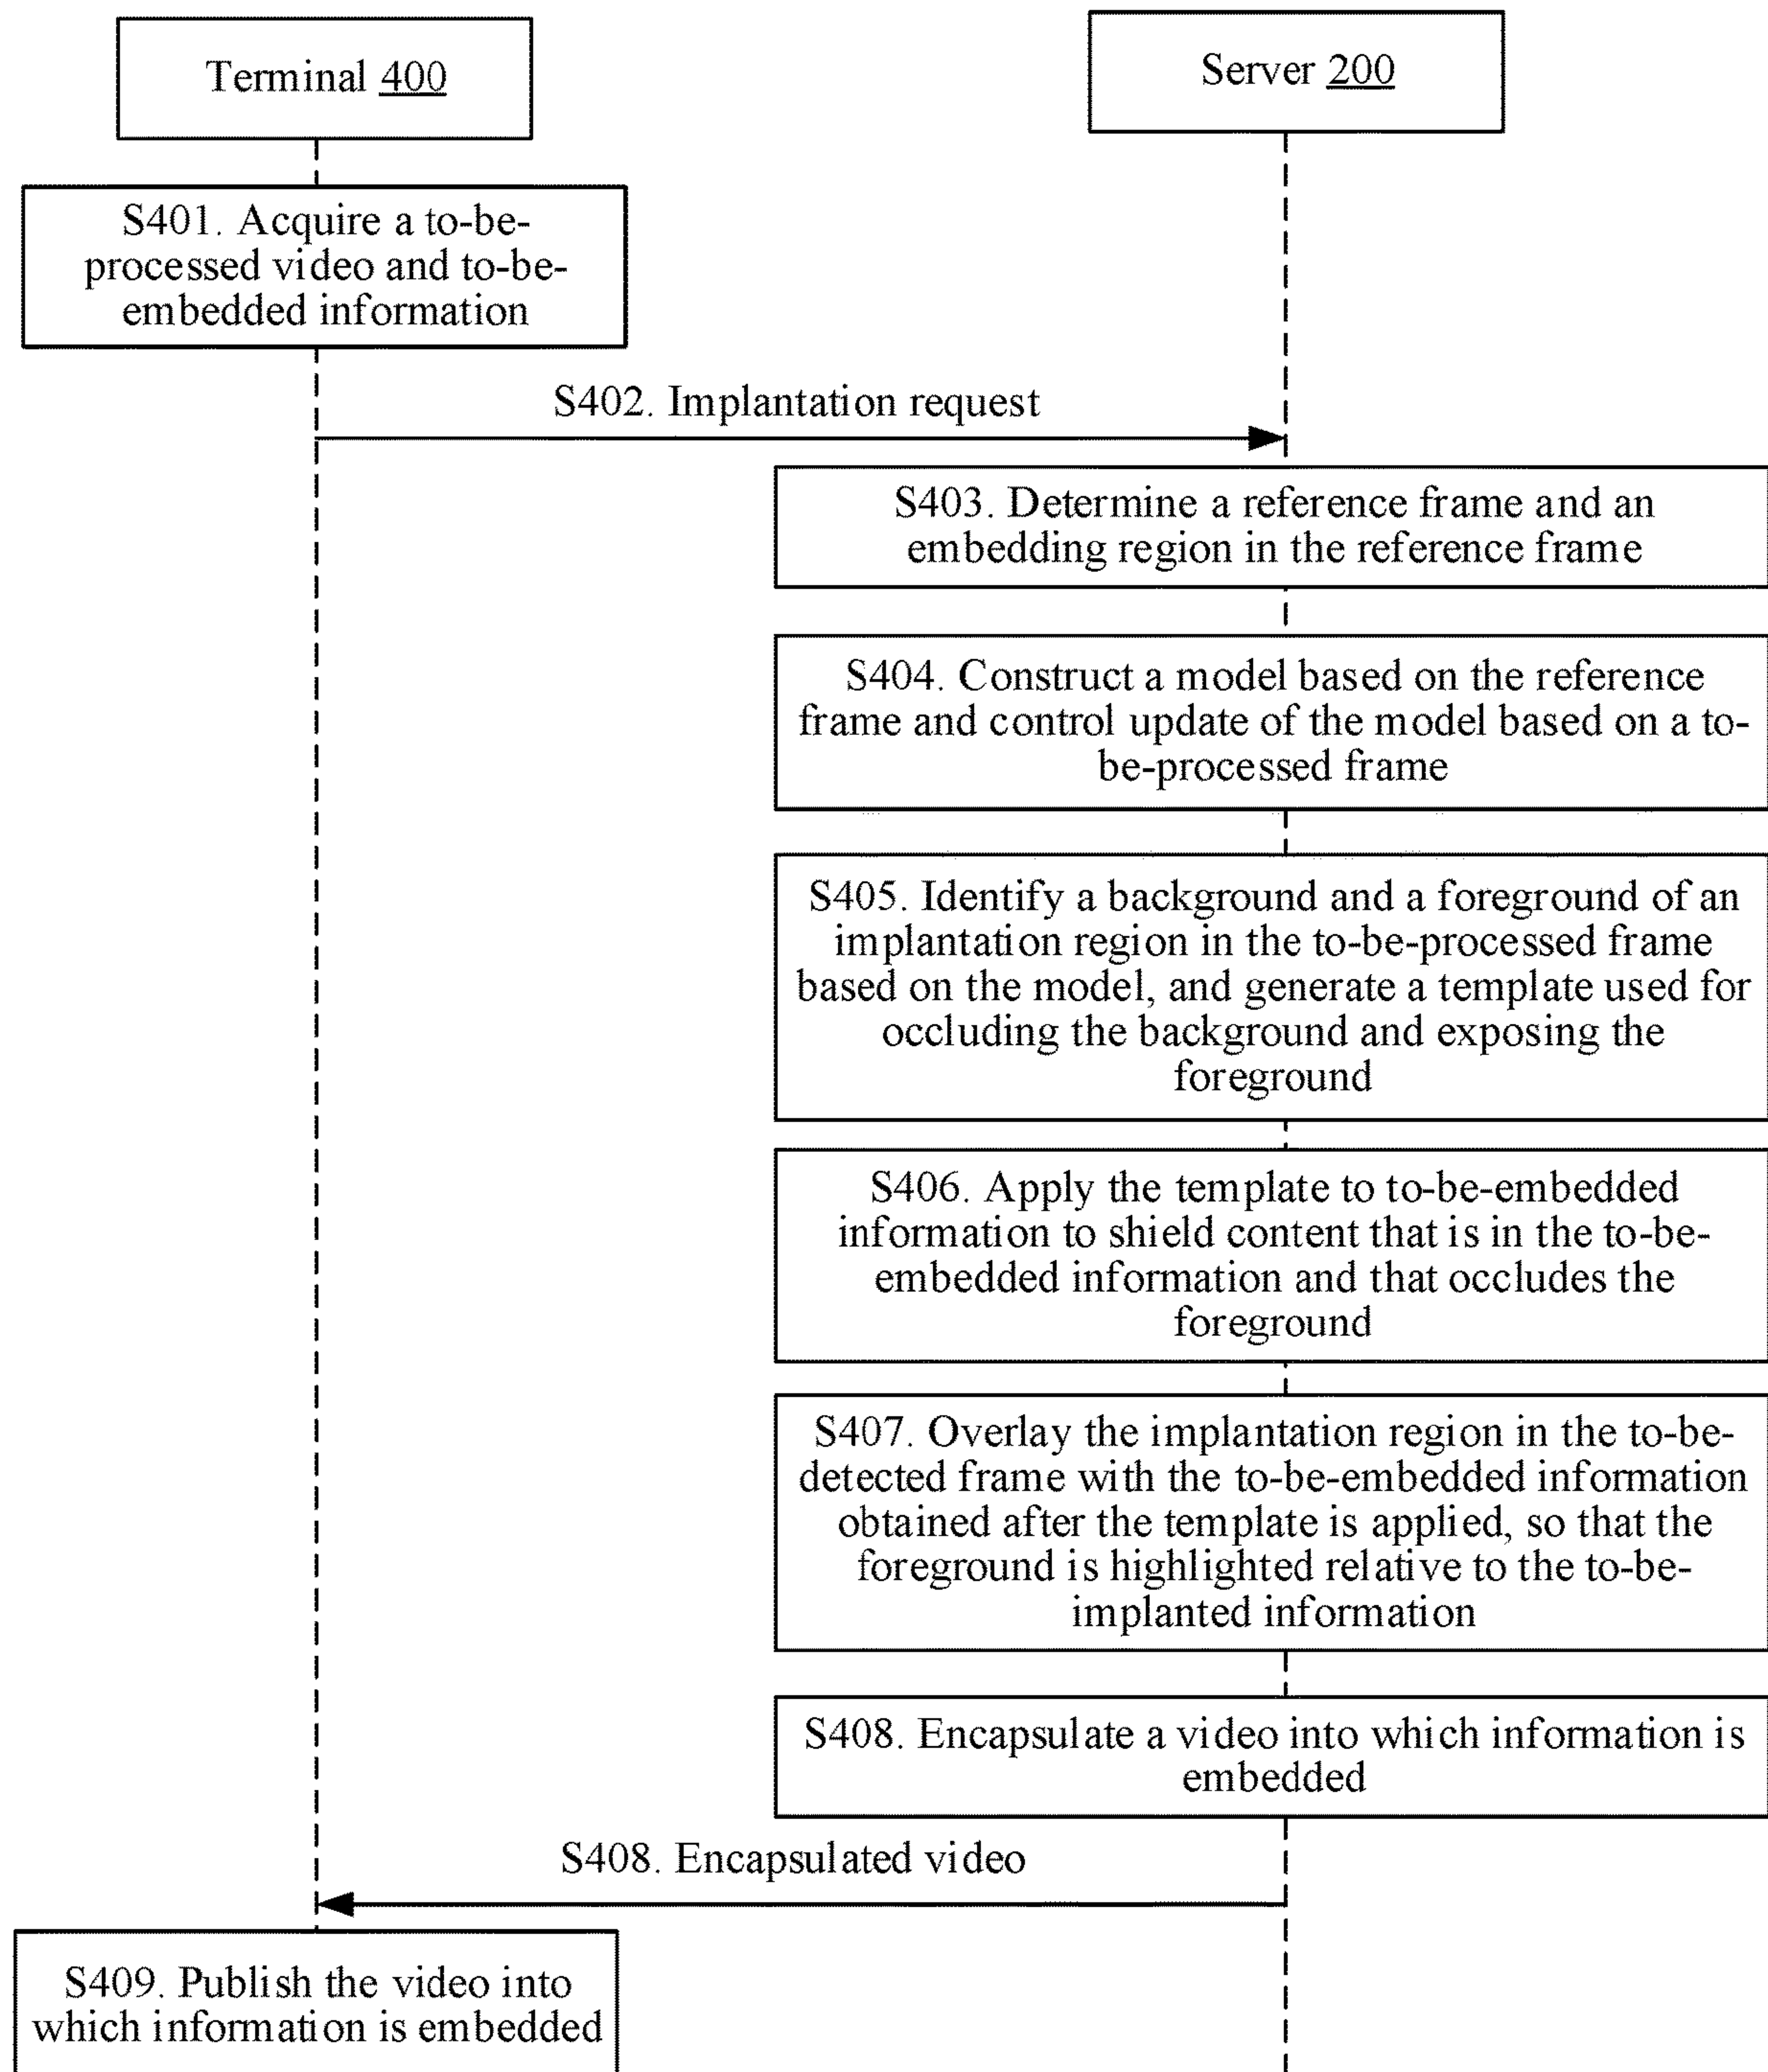 Terminal 400
Server 200
S401. Acquire a to-be-
processed video and to-be-
embedded information
S402. Implantation request
S403. Determine a reference frame and an
embedding region in the reference frame
S404. Construct a model based on the reference
frame and control update of the model based on a to-
be-processed frame
S405. Identify a background and a foreground of an
implantation region in the to-be-processed frame
based on the model, and generate a template used for
occluding the background and exposing the
foreground
S406. Apply the template to to-be-embedded
information to shield content that is in the to-be-
embedded information and that occludes the
foreground
S407. Overlay the implantation region in the to-be-
detected frame with the to-be-embedded information
obtained after the template is applied, so that the
foreground is highlighted relative to the to-be-
implanted information
S408. Encapsulate a video into which information is
embedded
S408. Encapsulated video
S409. Publish the video into
which information is embedded